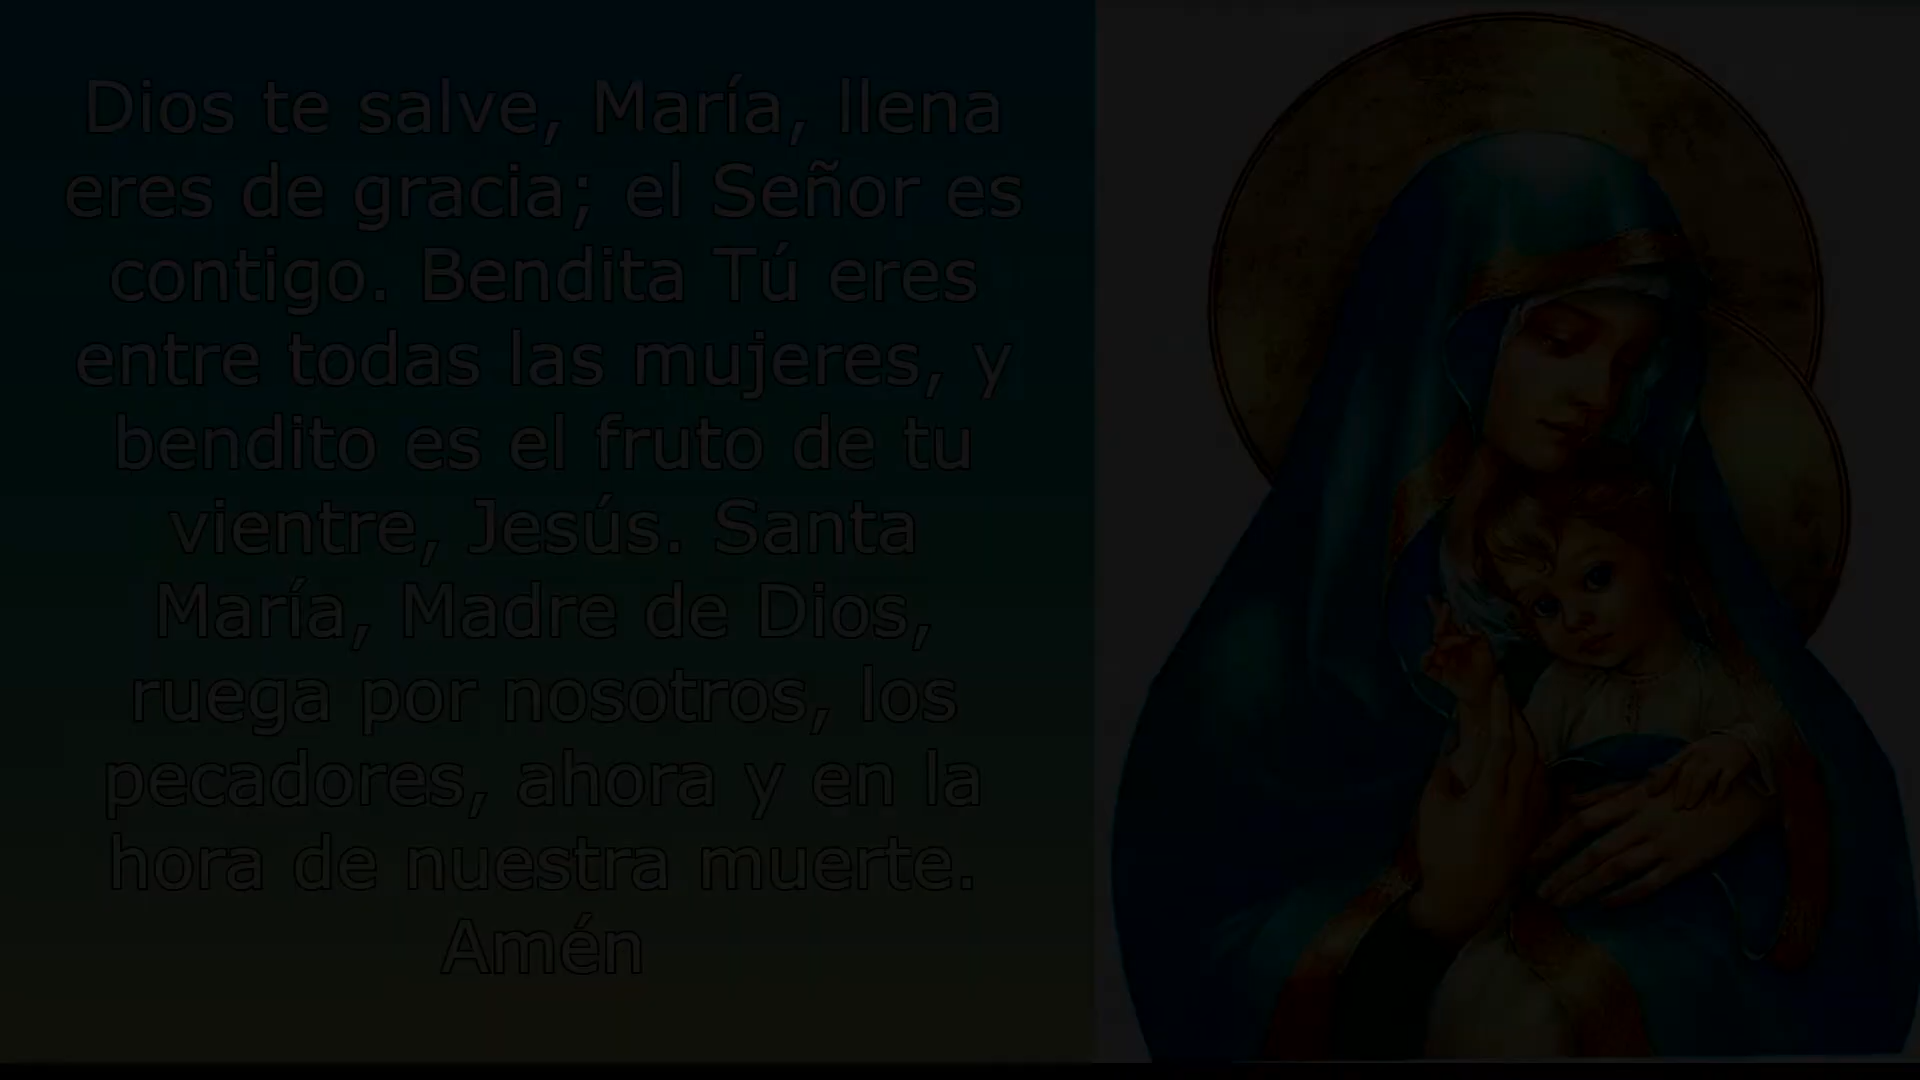 Dios te salve, María, llena
eres de gracia; el Señor es
contigo. Bendita Tú eres
entre todas las mujeres, y
bendito es el fruto de tu
vientre, Jesús. Santa
María, Madre de Dios,
ruega por nosotros, los
pecadores, ahora y en la
hora de nuestra muerte.
Amén